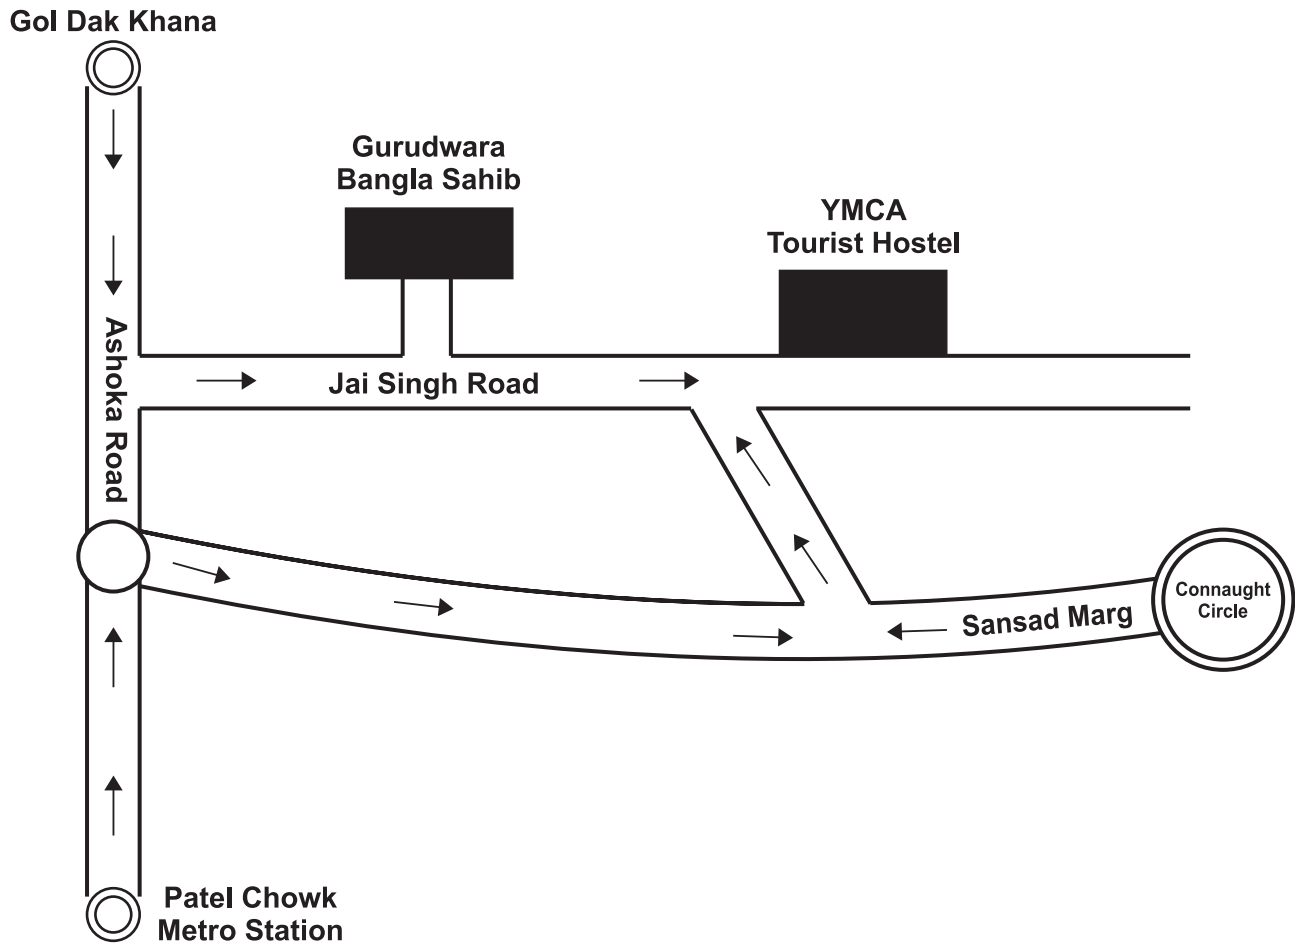 Gol Dak Khana
Gurudwara
Bangla Sahib
YMCA
Tourist Hostel
Ashoka Road
Jai Singh Road
Connaught
Circle
Sansad Marg
Patel Chowk
Metro Station